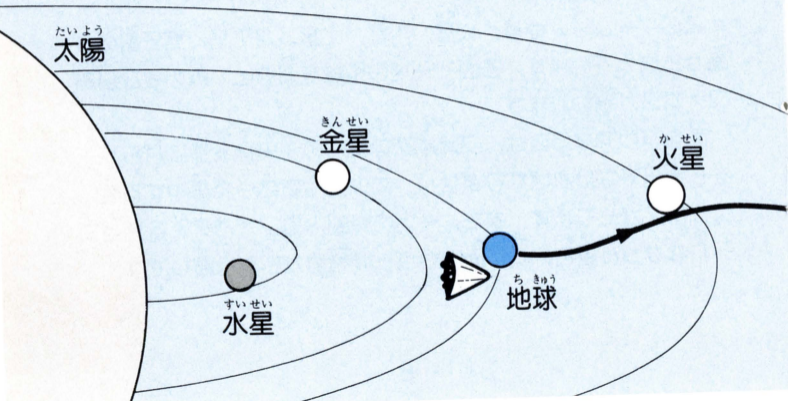 たいよう
太陽
きんせい
金星
かせい
火星
すいせい
水星
ちきゅう
地球